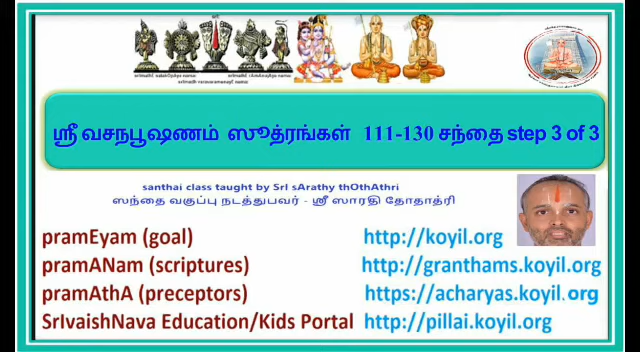 ஸ்ரீ வசநபூஷணம் ஸூத்ரங்கள் 111-130 சந்தை step 3 of 3
santhai class taught by SrI sArathy thOthAthri
ஸந்தை வகுப்பு நடத்துபவர் - ஸ்ரீ ஸாரதி தோதாத்ரி
pramEyam (goal) http://koyil.org
pramANam (scriptures) http://granthams.koyil.org
pramAthA (preceptors) https://acharyas.koyil.org
SrIvaishNava Education/Kids Portal http://pillai.koyil.org